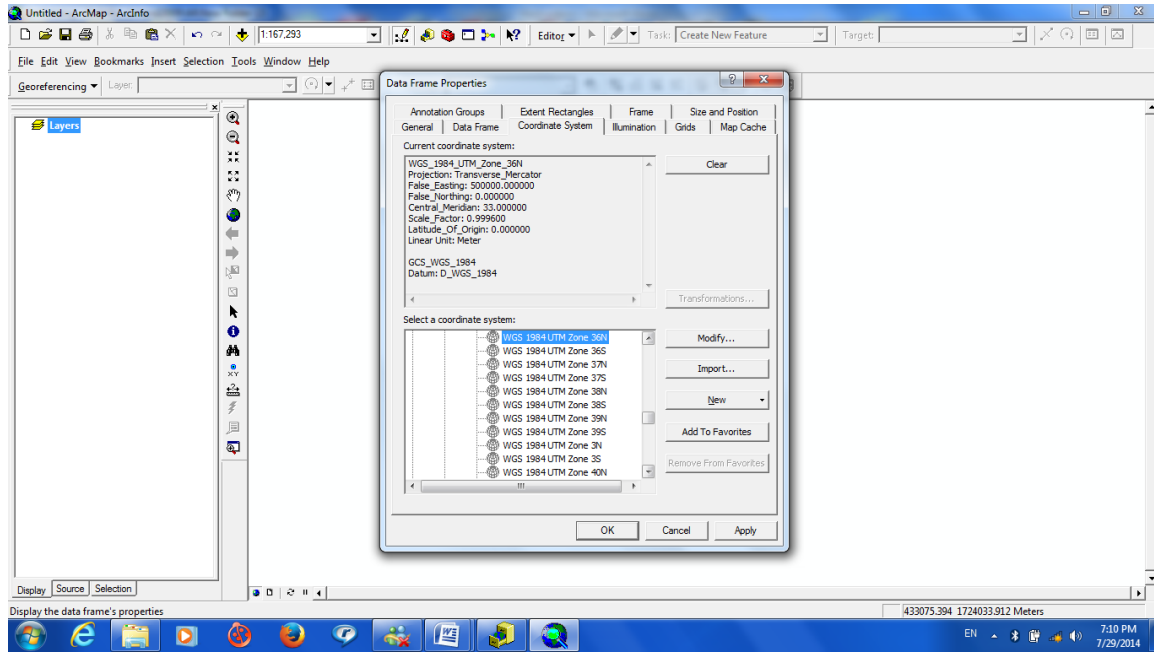 Untitled - ArcMap - ArcInfo
1:167,293 Editor Task: Create New Feature Target:
File Edit View Bookmarks Insert Selection Tools Window Help
Georeferencing Layer:
Layers
Data Frame Properties
Annotation Groups Extent Rectangles Frame Size and Position
General Data Frame Coordinate System Illumination Grids Map Cache
Current coordinate system:
WGS_1984_UTM_Zone_36N
Projection: Transverse_Mercator
False_Easting: 500000.000000
False_Northing: 0.000000
Central_Meridian: 33.000000
Scale_Factor: 0.999600
Latitude_Of_Origin: 0.000000
Linear Unit: Meter
GCS_WGS_1984
Datum: D_WGS_1984
Clear
Transformations...
Select a coordinate system:
WGS 1984 UTM Zone 36N
WGS 1984 UTM Zone 36S
WGS 1984 UTM Zone 37N
WGS 1984 UTM Zone 37S
WGS 1984 UTM Zone 38N
WGS 1984 UTM Zone 38S
WGS 1984 UTM Zone 39N
WGS 1984 UTM Zone 39S
WGS 1984 UTM Zone 3N
WGS 1984 UTM Zone 3S
WGS 1984 UTM Zone 40N
Modify...
Import...
New
Add To Favorites
Remove From Favorites
OK Cancel Apply
XY
Display Source Selection
Display the data frame's properties
433075.394 1724033.912 Meters
EN
7:10 PM
7/29/2014